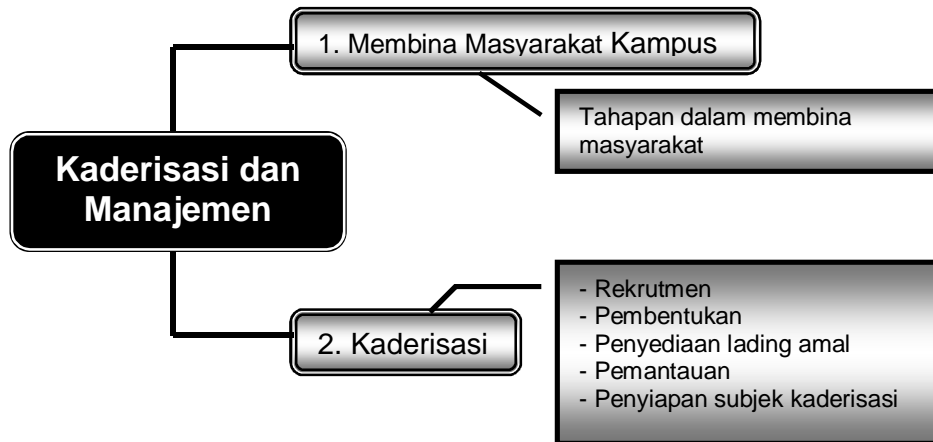 1. Membina Masyarakat Kampus
Tahapan dalam membina
masyarakat
Kaderisasi dan
Manajemen
2. Kaderisasi
- Rekrutmen
- Pembentukan
- Penyediaan lading amal
- Pemantauan
- Penyiapan subjek kaderisasi